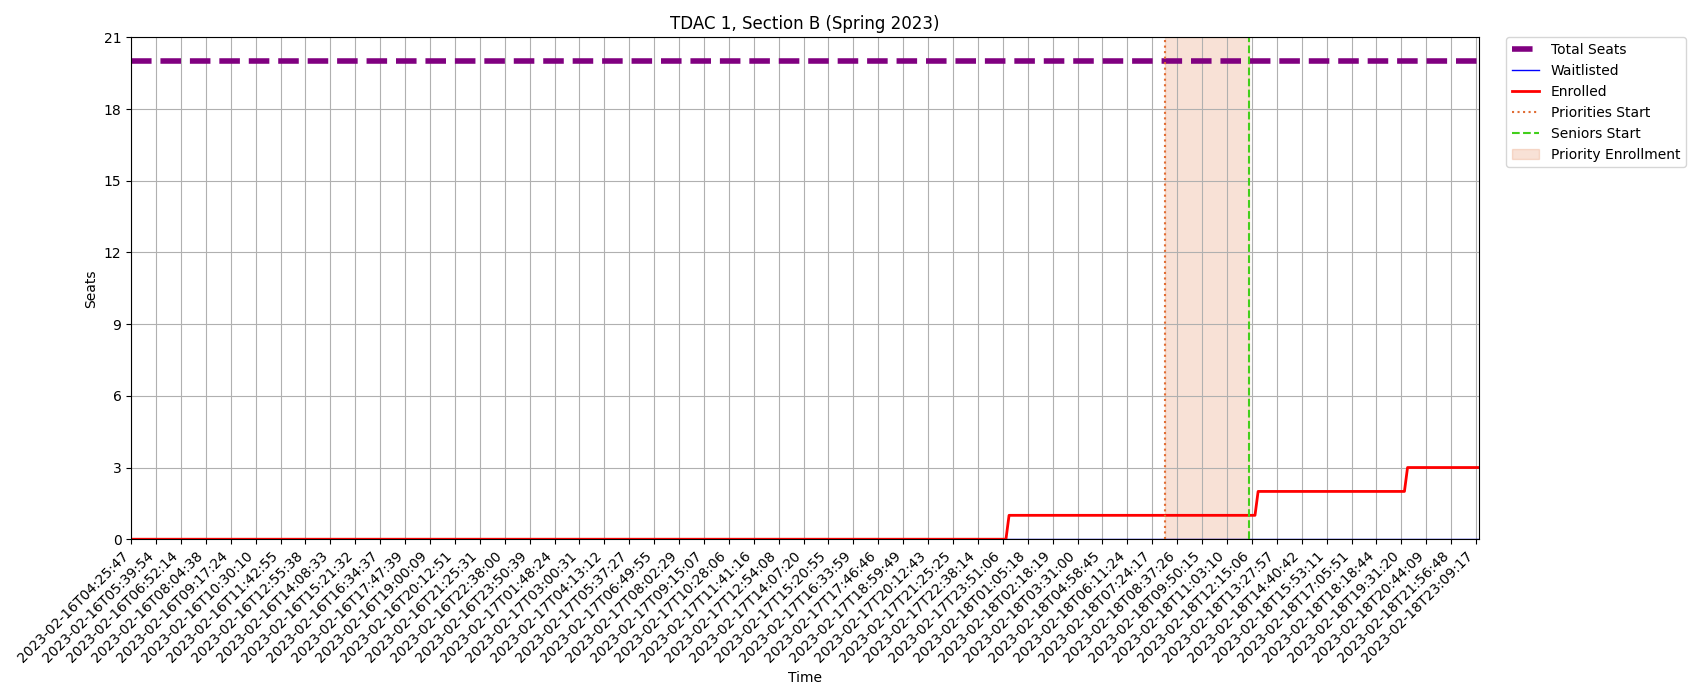 TDAC 1, Section B (Spring 2023)
21
18
15
12
9
6
3
0
Seats
2023-02-16T04:25:47
2023-02-16T05:39:54
2023-02-16T06:52:14
2023-02-16T08:04:38
2023-02-16T09:17:24
2023-02-16T10:30:10
2023-02-16T11:42:55
2023-02-16T12:55:38
2023-02-16T14:08:33
2023-02-16T15:21:32
2023-02-16T16:34:37
2023-02-16T17:47:39
2023-02-16T19:00:09
2023-02-16T20:12:51
2023-02-16T21:25:31
2023-02-16T22:38:00
2023-02-16T23:50:39
2023-02-17T01:48:24
2023-02-17T03:00:31
2023-02-17T04:13:12
2023-02-17T05:37:27
2023-02-17T06:49:55
2023-02-17T08:02:29
2023-02-17T09:15:07
2023-02-17T10:28:06
2023-02-17T11:41:16
2023-02-17T12:54:08
2023-02-17T14:07:20
2023-02-17T15:20:55
2023-02-17T16:33:59
2023-02-17T17:46:46
2023-02-17T18:59:49
2023-02-17T20:12:43
2023-02-17T21:25:25
2023-02-17T22:38:14
2023-02-17T23:51:06
2023-02-18T01:05:18
2023-02-18T02:18:19
2023-02-18T03:31:00
2023-02-18T04:58:45
2023-02-18T06:11:24
2023-02-18T07:24:17
2023-02-18T08:37:26
2023-02-18T09:50:15
2023-02-18T11:03:10
2023-02-18T12:15:06
2023-02-18T13:27:57
2023-02-18T14:40:42
2023-02-18T15:53:11
2023-02-18T17:05:51
2023-02-18T18:18:44
2023-02-18T19:31:20
2023-02-18T20:44:09
2023-02-18T21:56:48
2023-02-18T23:09:17
Time
Total Seats
Waitlisted
Enrolled
Priorities Start
Seniors Start
Priority Enrollment